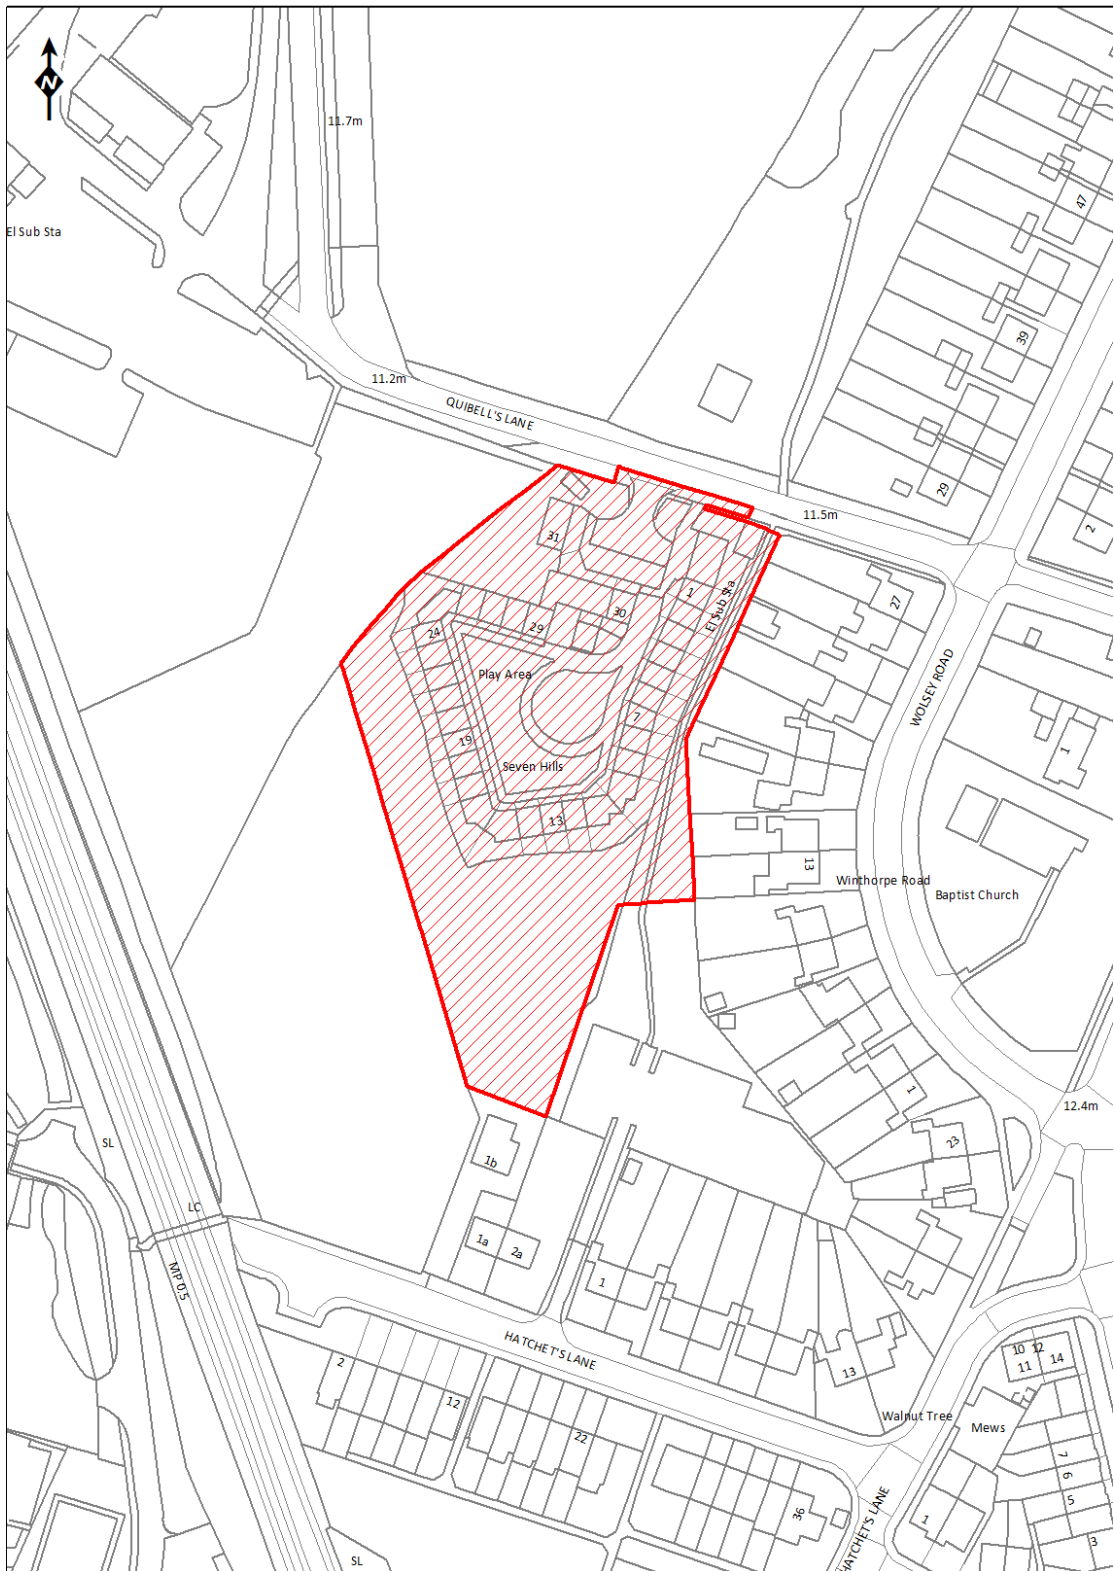 N
11.7m
47
El Sub Sta
39
11.2m
QUIBELL'S LANE
29
11.5m
2
31
1
El Sub Sta
27
30
29
24
Play Area
WOLSEY ROAD
7
19
1
Seven Hills
13
13
Winthorpe Road
Baptist Church
1
12.4m
SL
23
1b
LC
1a
2a
MP 0.5
1
HATCHET'S LANE
10 12
11 14
2
13
12
Walnut Tree
Mews
22
7
6
5
36
HATCHET'S LANE
1
3
SL